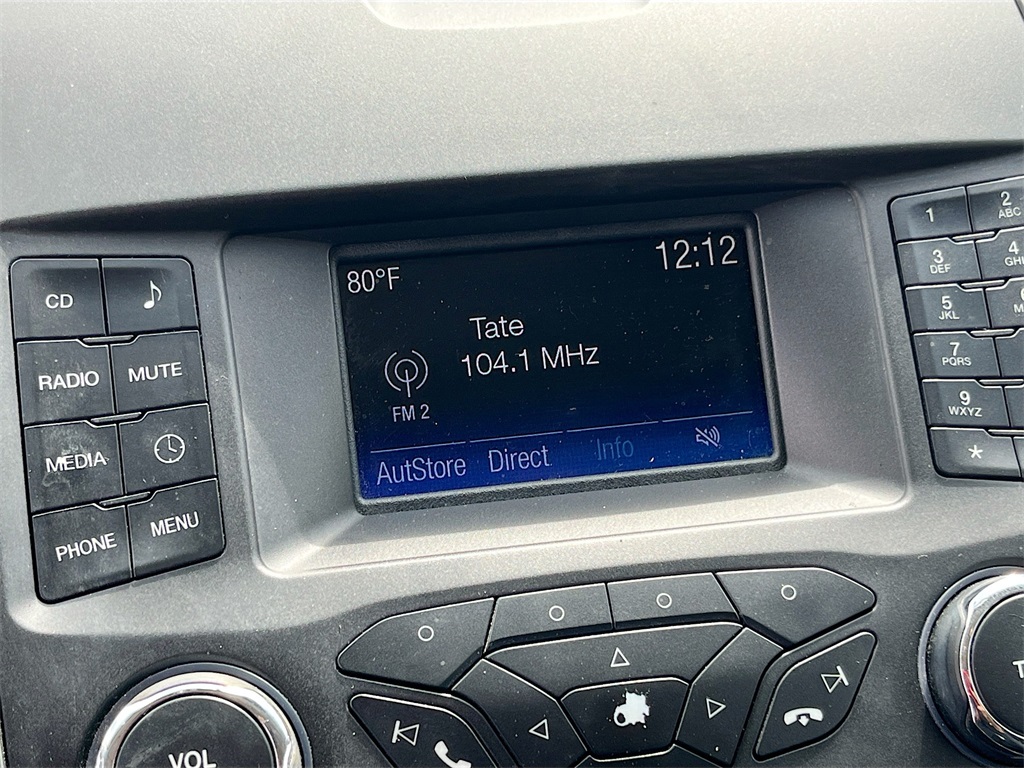 80°F
12:12
Tate
104.1 MHz
FM 2
AutStore Direct Info
CD
RADIO MUTE
MEDIA
PHONE MENU
1
2 ABC
3 DEF
4 GHI
5 JKL
7 PQRS
9 WXYZ
*
VOL